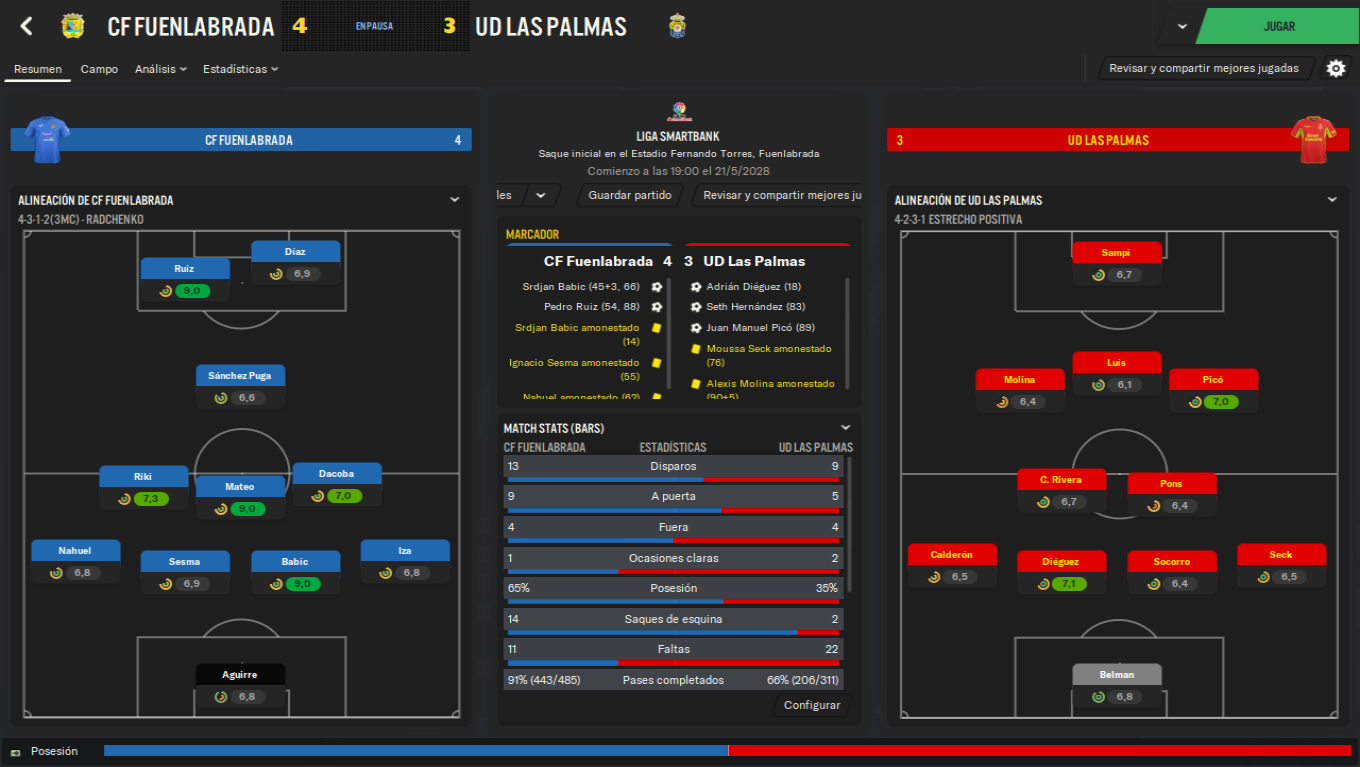 CF FUENLABRADA 4 EN PAUSA 3 UD LAS PALMAS
JUGAR
Resumen Campo Análisis Estadísticas
Revisar y compartir mejores jugadas
CF FUENLABRADA 4
ALINEACIÓN DE CF FUENLABRADA
4-3-1-2(3MC) - RADCHENKO
Díaz
6,9
Ruiz
9,0
Sánchez Puga
6,6
Riki
7,3
Mateo
9,0
Dacoba
7,0
Nahuel
6,8
Sesma
6,9
Babic
9,0
Iza
6,8
Aguirre
6,8
LIGA SMARTBANK
Saque inicial en el Estadio Fernando Torres, Fuenlabrada
Comienzo a las 19:00 el 21/5/2028
les Guardar partido Revisar y compartir mejores ju
MARCADOR
CF Fuenlabrada 4 3 UD Las Palmas
Srdjan Babic (45+3, 66)
Pedro Ruiz (54, 88)
Srdjan Babic amonestado
(14)
Ignacio Sesma amonestado
(55)
Nahuel amonestado (62)
Adrián Diéguez (18)
Seth Hernández (83)
Juan Manuel Picó (89)
Moussa Seck amonestado
(76)
Alexis Molina amonestado
(90+5)
MATCH STATS (BARS)
CF FUENLABRADA ESTADÍSTICAS UD LAS PALMAS
13 Disparos 9
9 A puerta 5
4 Fuera 4
1 Ocasiones claras 2
65% Posesión 35%
14 Saques de esquina 2
11 Faltas 22
91% (443/485) Pases completados 66% (206/311)
Configurar
3 UD LAS PALMAS
ALINEACIÓN DE UD LAS PALMAS
4-2-3-1 ESTRECHO POSITIVA
Sampi
6,7
Molina
6,4
Luis
6,1
Picó
7,0
C. Rivera
6,7
Pons
6,4
Calderón
6,5
Diéguez
7,1
Socorro
6,4
Seck
6,5
Belman
6,8
Posesión